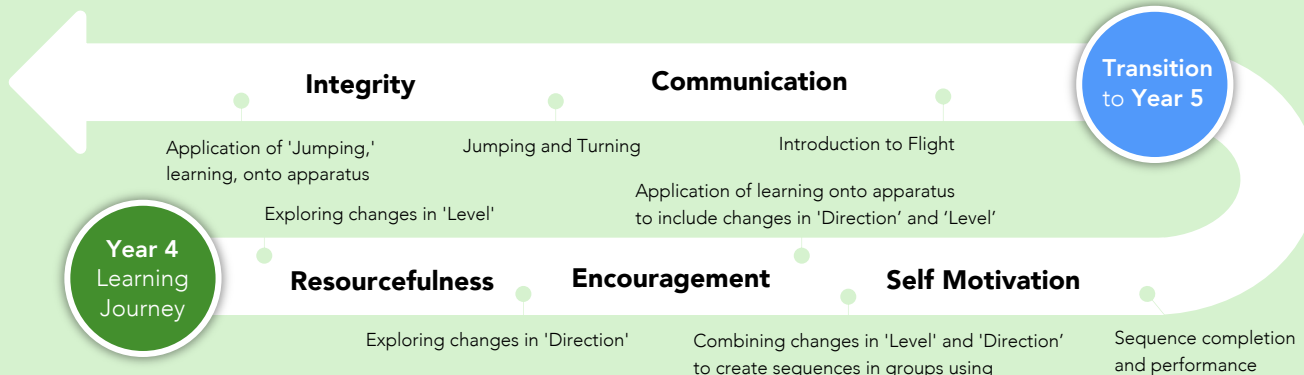 Integrity
Communication
Transition
to Year 5
Application of 'Jumping,'
learning, onto apparatus
Jumping and Turning
Introduction to Flight
Application of learning onto apparatus
to include changes in 'Direction’ and ‘Level’
Exploring changes in 'Level'
Year 4
Learning
Journey
Resourcefulness
Encouragement
Self Motivation
Exploring changes in 'Direction'
Combining changes in 'Level' and 'Direction’
to create sequences in groups using
Sequence completion
and performance